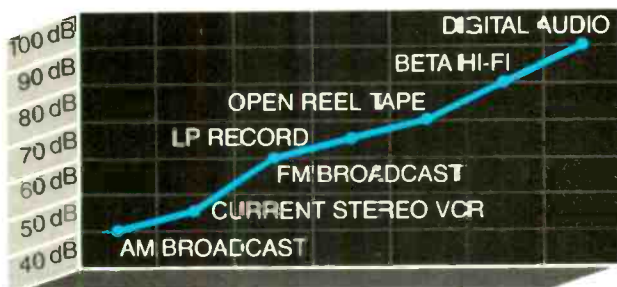 100 dB
90 dB
80 dB
70 dB
60 dB
50 dB
40 dB
DIGITAL AUDIO
BETA HI-FI
OPEN REEL TAPE
LP RECORD
FM BROADCAST
CURRENT STEREO VCR
AM BROADCAST